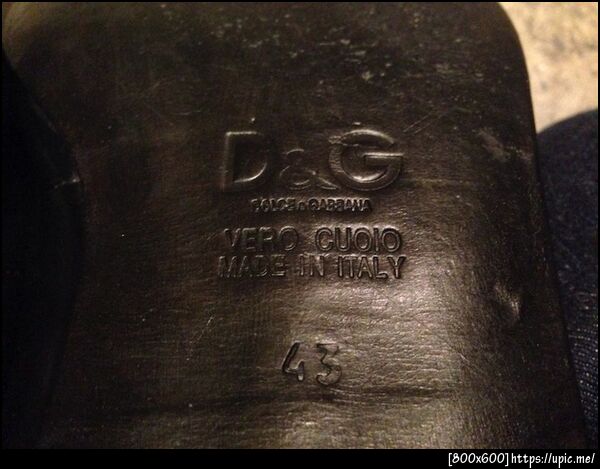 D&G
DOLCE & GABBANA
VERO CUOIO
MADE IN ITALY
43
[800x600]https://upic.me/